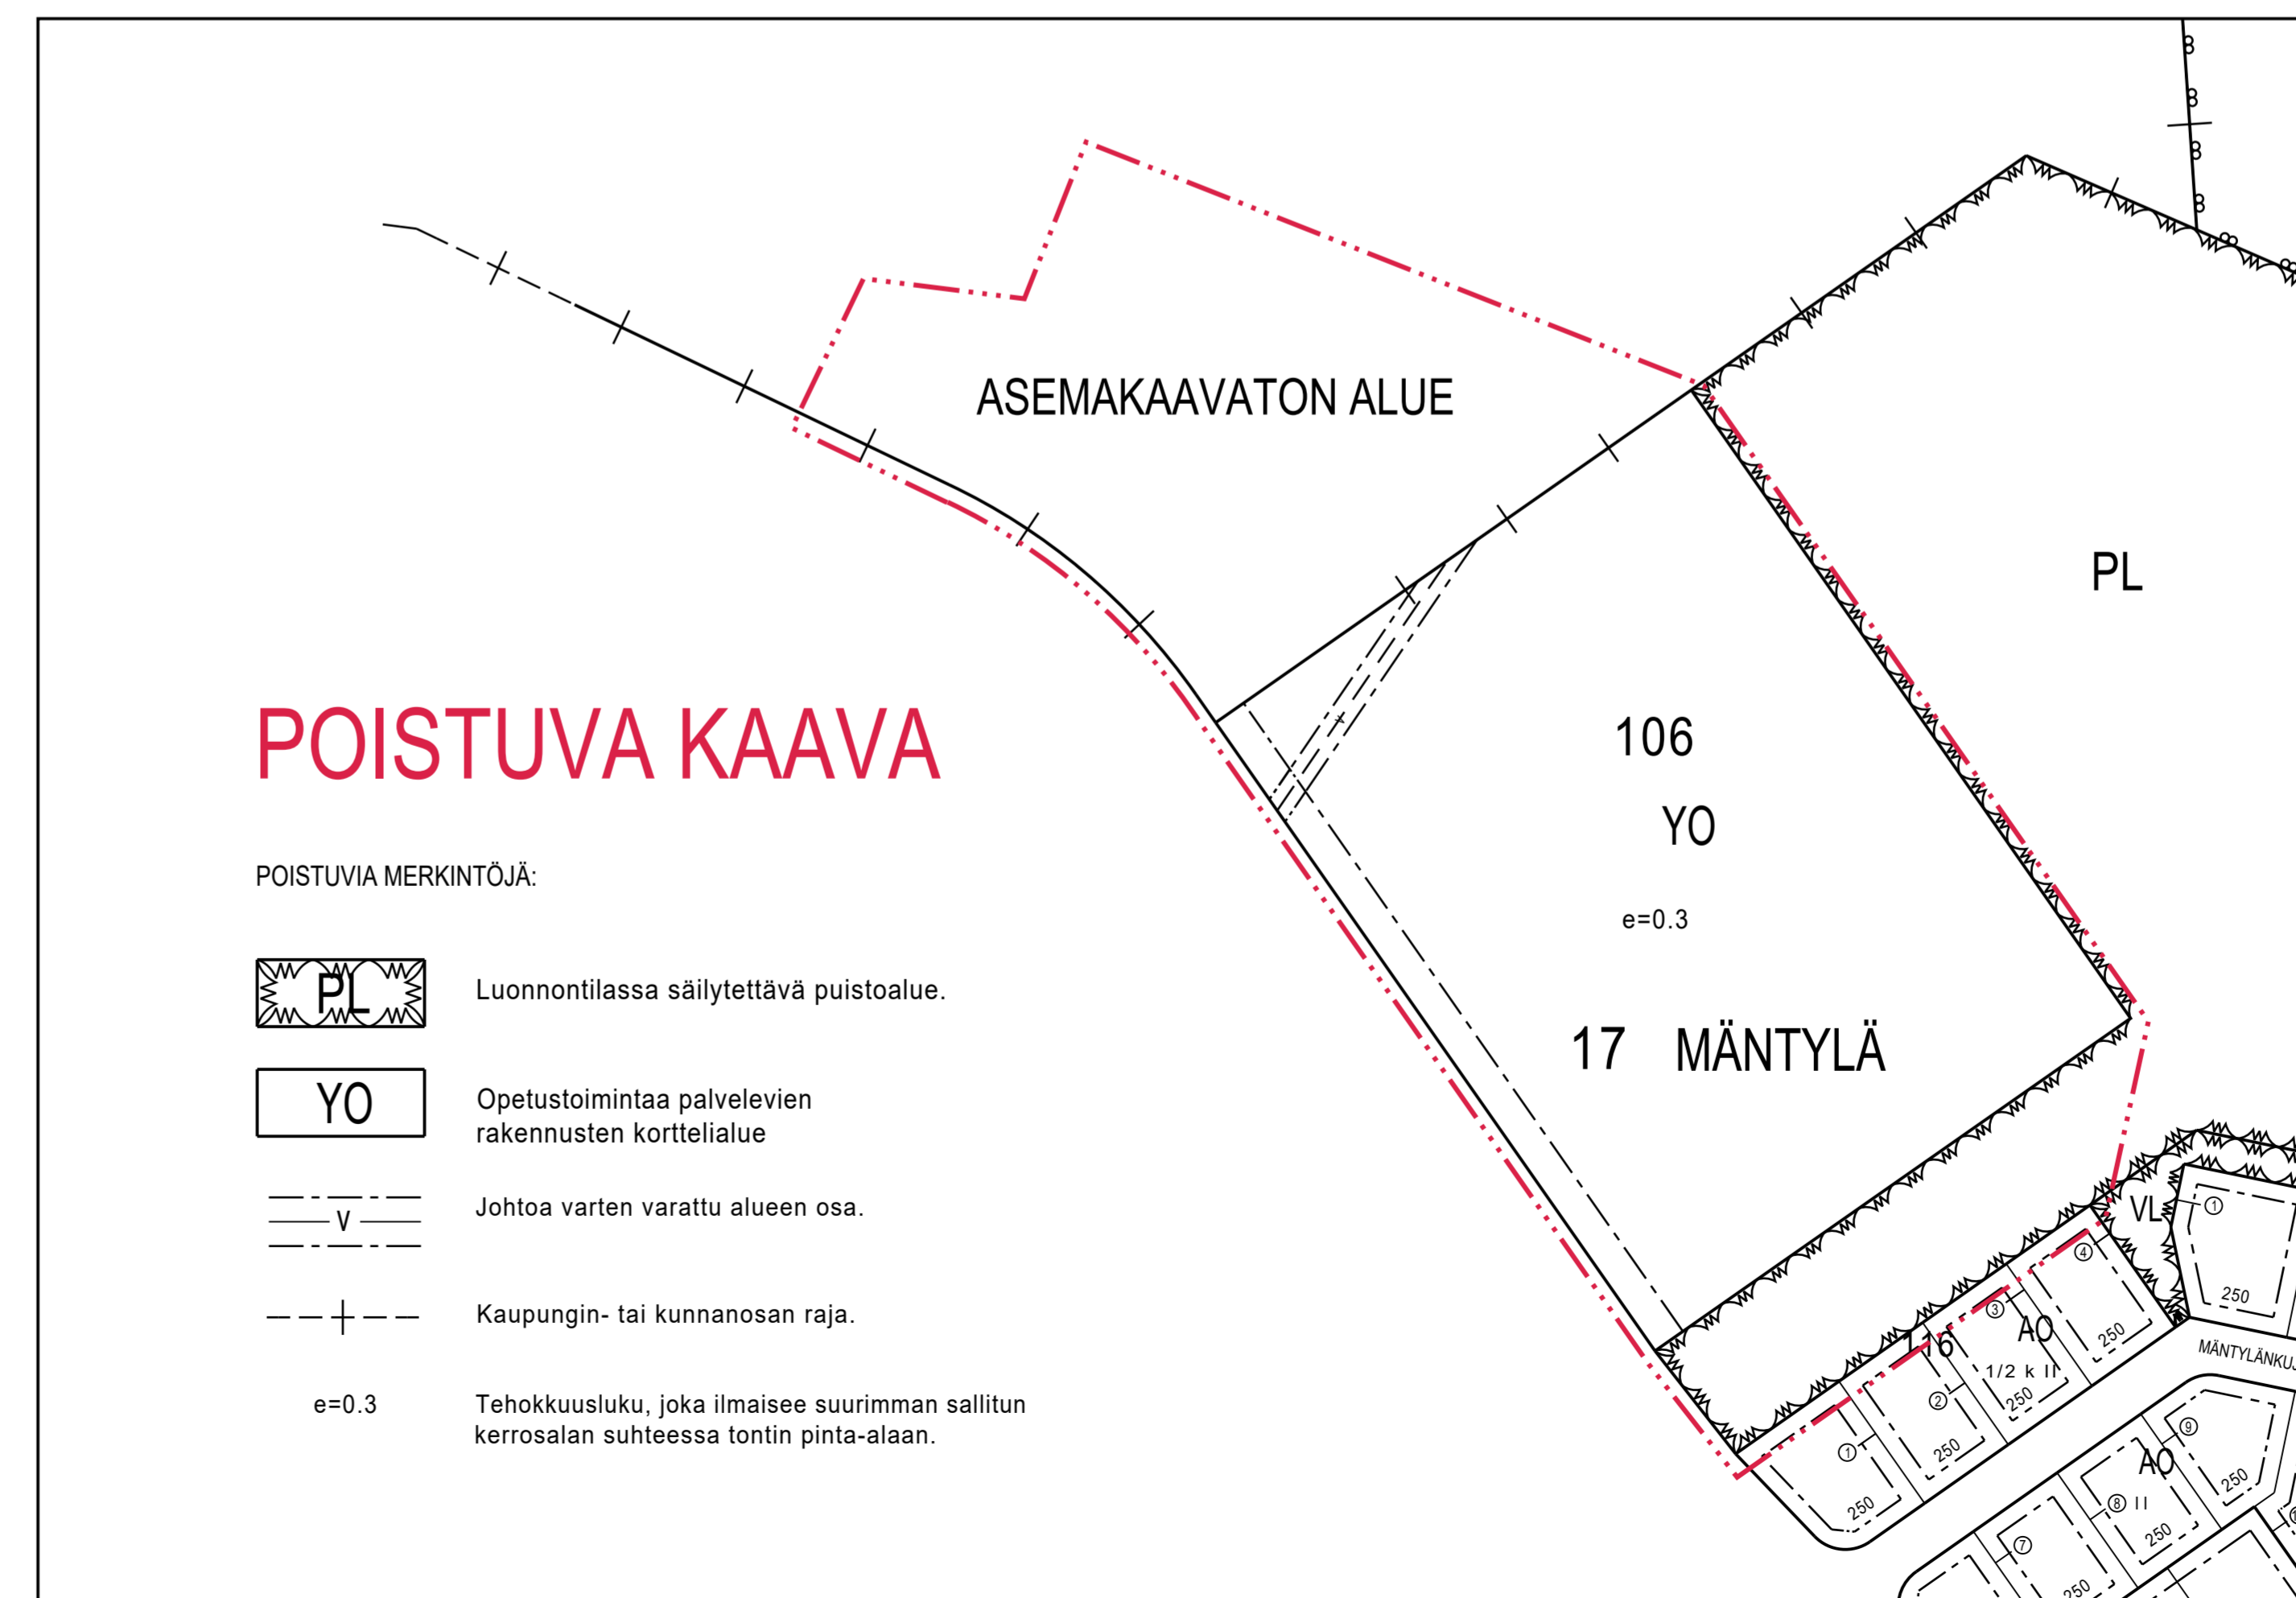 ASEMAKAAVATON ALUE
PL
POISTUVA KAAVA
106
YO
e=0.3
17 MÄNTYLÄ
POISTUVIA MERKINTÖJÄ:
PL
Luonnontilassa säilytettävä puistoalue.
YO
Opetustoimintaa palvelevien
rakennusten korttelialue
v
Johtoa varten varattu alueen osa.
Kaupungin- tai kunnanosan raja.
e=0.3
Tehokkuusluku, joka ilmaisee suurimman sallitun
kerrosalan suhteessa tontin pinta-alaan.
VL
1
250
4
3
116
AO
250
1/2 k II
2
250
1
250
250
9
AO
250
8 II
250
7
250